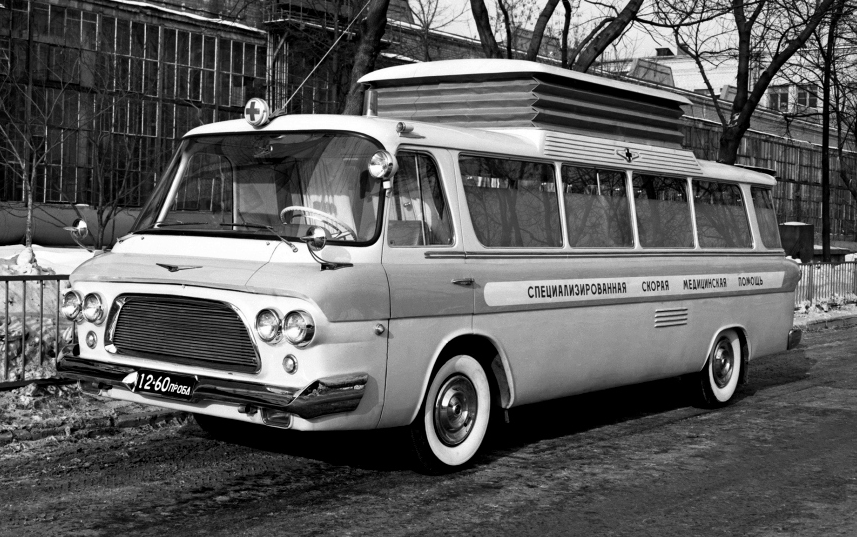 СПЕЦИАЛИЗИРОВАННАЯ СКОРАЯ МЕДИЦИНСКАЯ ПОМОЩЬ
12-60 ПРОБА